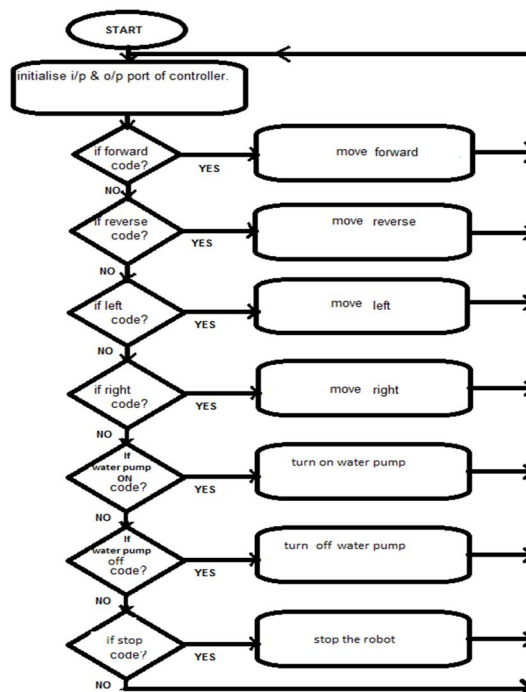 START
initialise i/p & o/p port of controller.
if forward
code?
YES
move forward
NO
if reverse
code?
YES
move reverse
NO
if left
code?
YES
move left
NO
if right
code?
YES
move right
NO
If
water pump
ON
code?
YES
turn on water pump
NO
If
water pump
off
code?
YES
turn off water pump
NO
if stop
code?
YES
stop the robot
NO